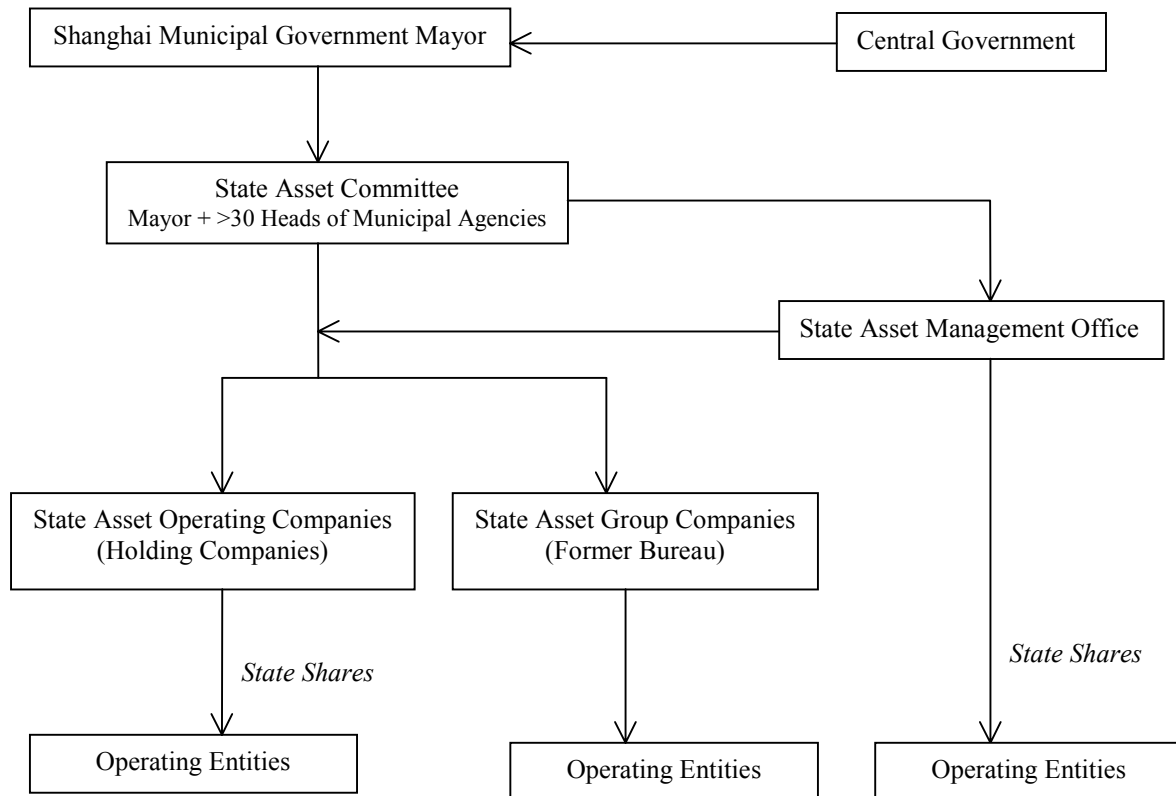 Shanghai Municipal Government Mayor
Central Government
State Asset Committee
Mayor + >30 Heads of Municipal Agencies
State Asset Management Office
State Asset Operating Companies
(Holding Companies)
State Asset Group Companies
(Former Bureau)
State Shares
State Shares
Operating Entities
Operating Entities
Operating Entities